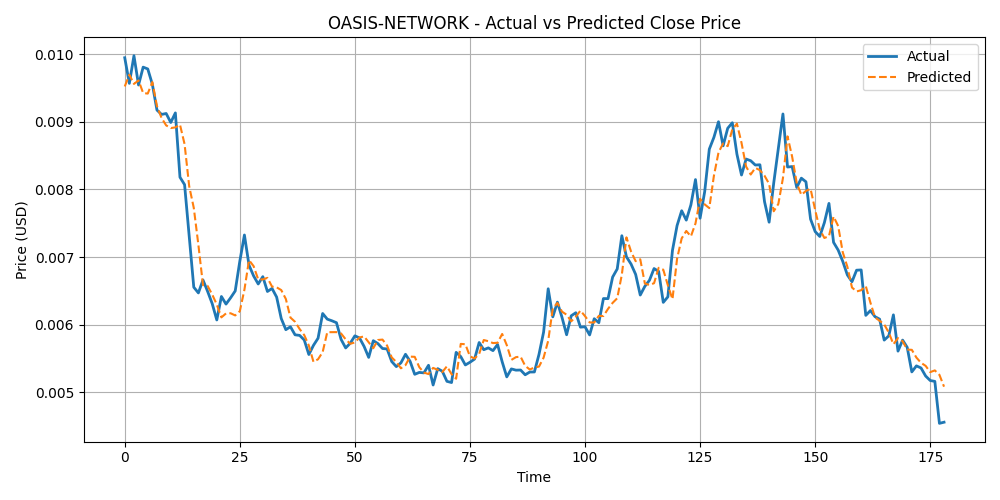 OASIS-NETWORK - Actual vs Predicted Close Price
Actual
Predicted
0.010
0.009
0.008
0.007
0.006
0.005
Price (USD)
0 25 50 75 100 125 150 175
Time